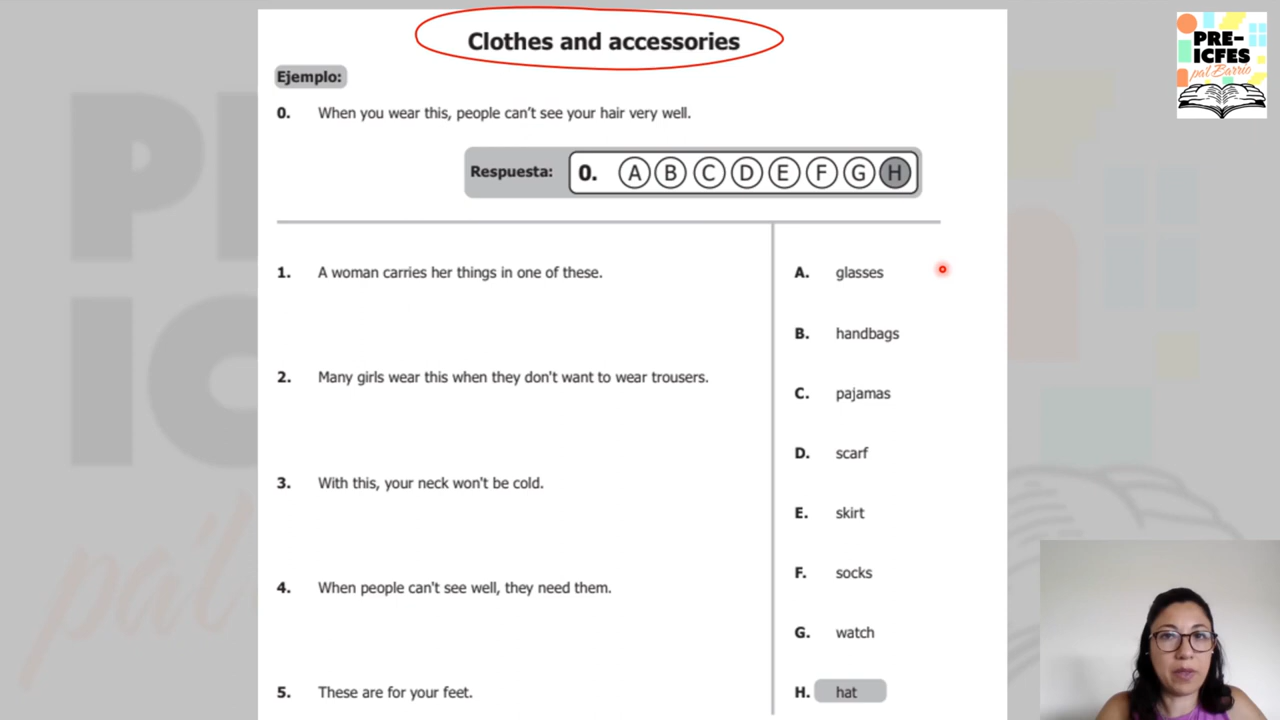 Clothes and accessories
PRE-
ICFES
pa'l Barrio
Ejemplo:
0. When you wear this, people can't see your hair very well.
Respuesta: 0. A B C D E F G H
1. A woman carries her things in one of these.
2. Many girls wear this when they don't want to wear trousers.
3. With this, your neck won't be cold.
4. When people can't see well, they need them.
5. These are for your feet.
A. glasses
B. handbags
C. pajamas
D. scarf
E. skirt
F. socks
G. watch
H. hat